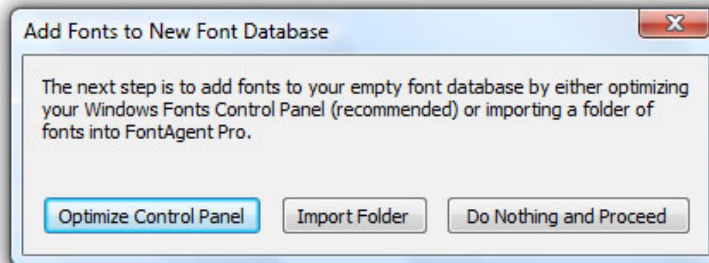 Add Fonts to New Font Database
The next step is to add fonts to your empty font database by either optimizing
your Windows Fonts Control Panel (recommended) or importing a folder of
fonts into FontAgent Pro.
Optimize Control Panel Import Folder Do Nothing and Proceed